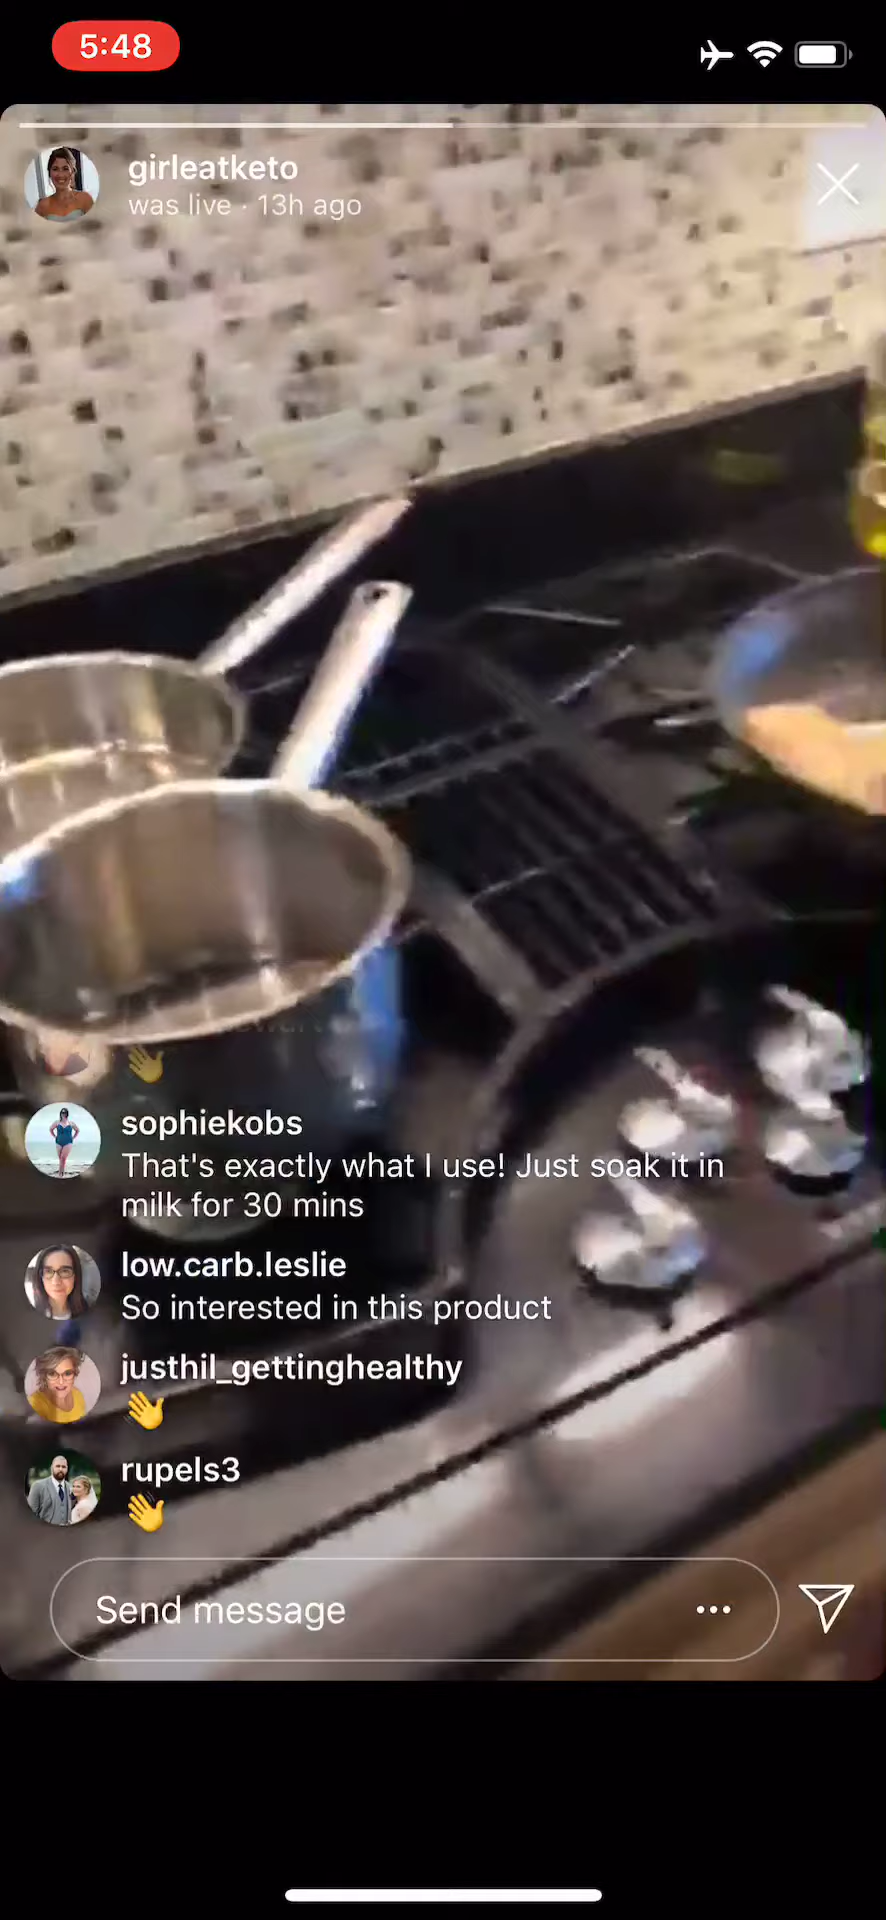 5:48
girleatketo
was live · 13h ago
sophiekobs
That's exactly what I use! Just soak it in
milk for 30 mins
low.carb.leslie
So interested in this product
justhil_gettinghealthy
👋
rupels3
👋
Send message